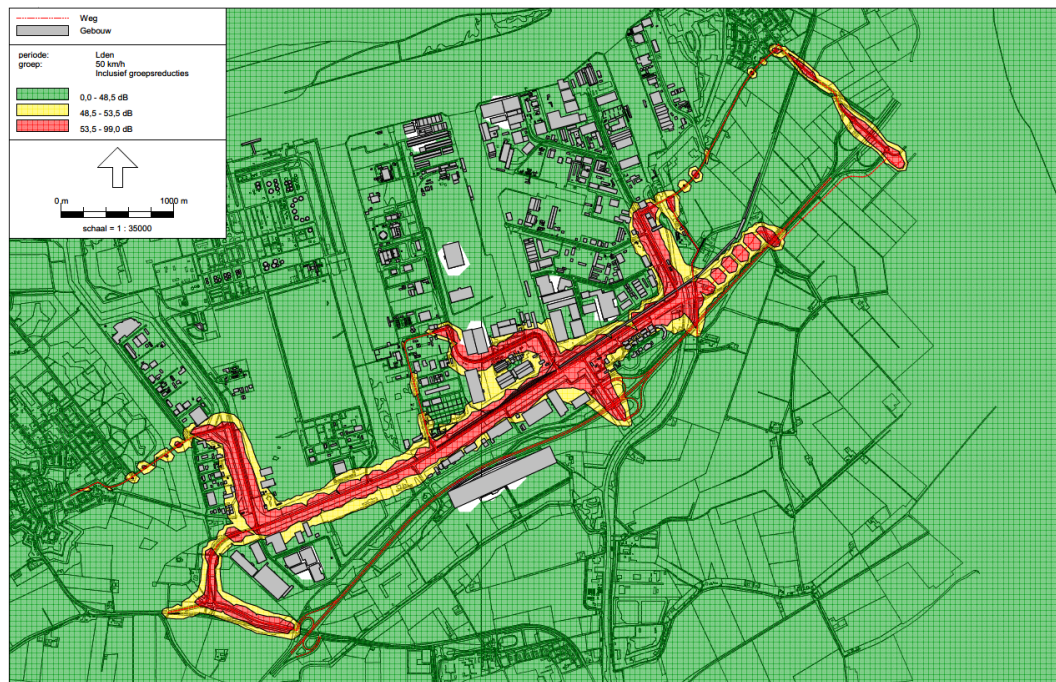 Weg
Gebouw
periode: Lden
groep: 50 km/h
Inclusief groepsreducties
0,0 - 48,5 dB
48,5 - 53,5 dB
53,5 - 99,0 dB
0 m 1000 m
schaal = 1 : 35000